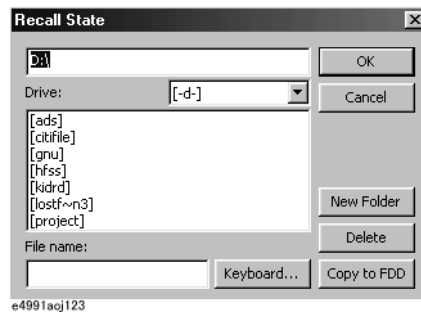 Recall State
D:\
OK
Drive:
[-d-]
Cancel
[ads]
[citifile]
[gnu]
[hfss]
[kidrd]
[lostf~n3]
[project]
New Folder
Delete
File name:
Keyboard...
Copy to FDD
e4991aoj123